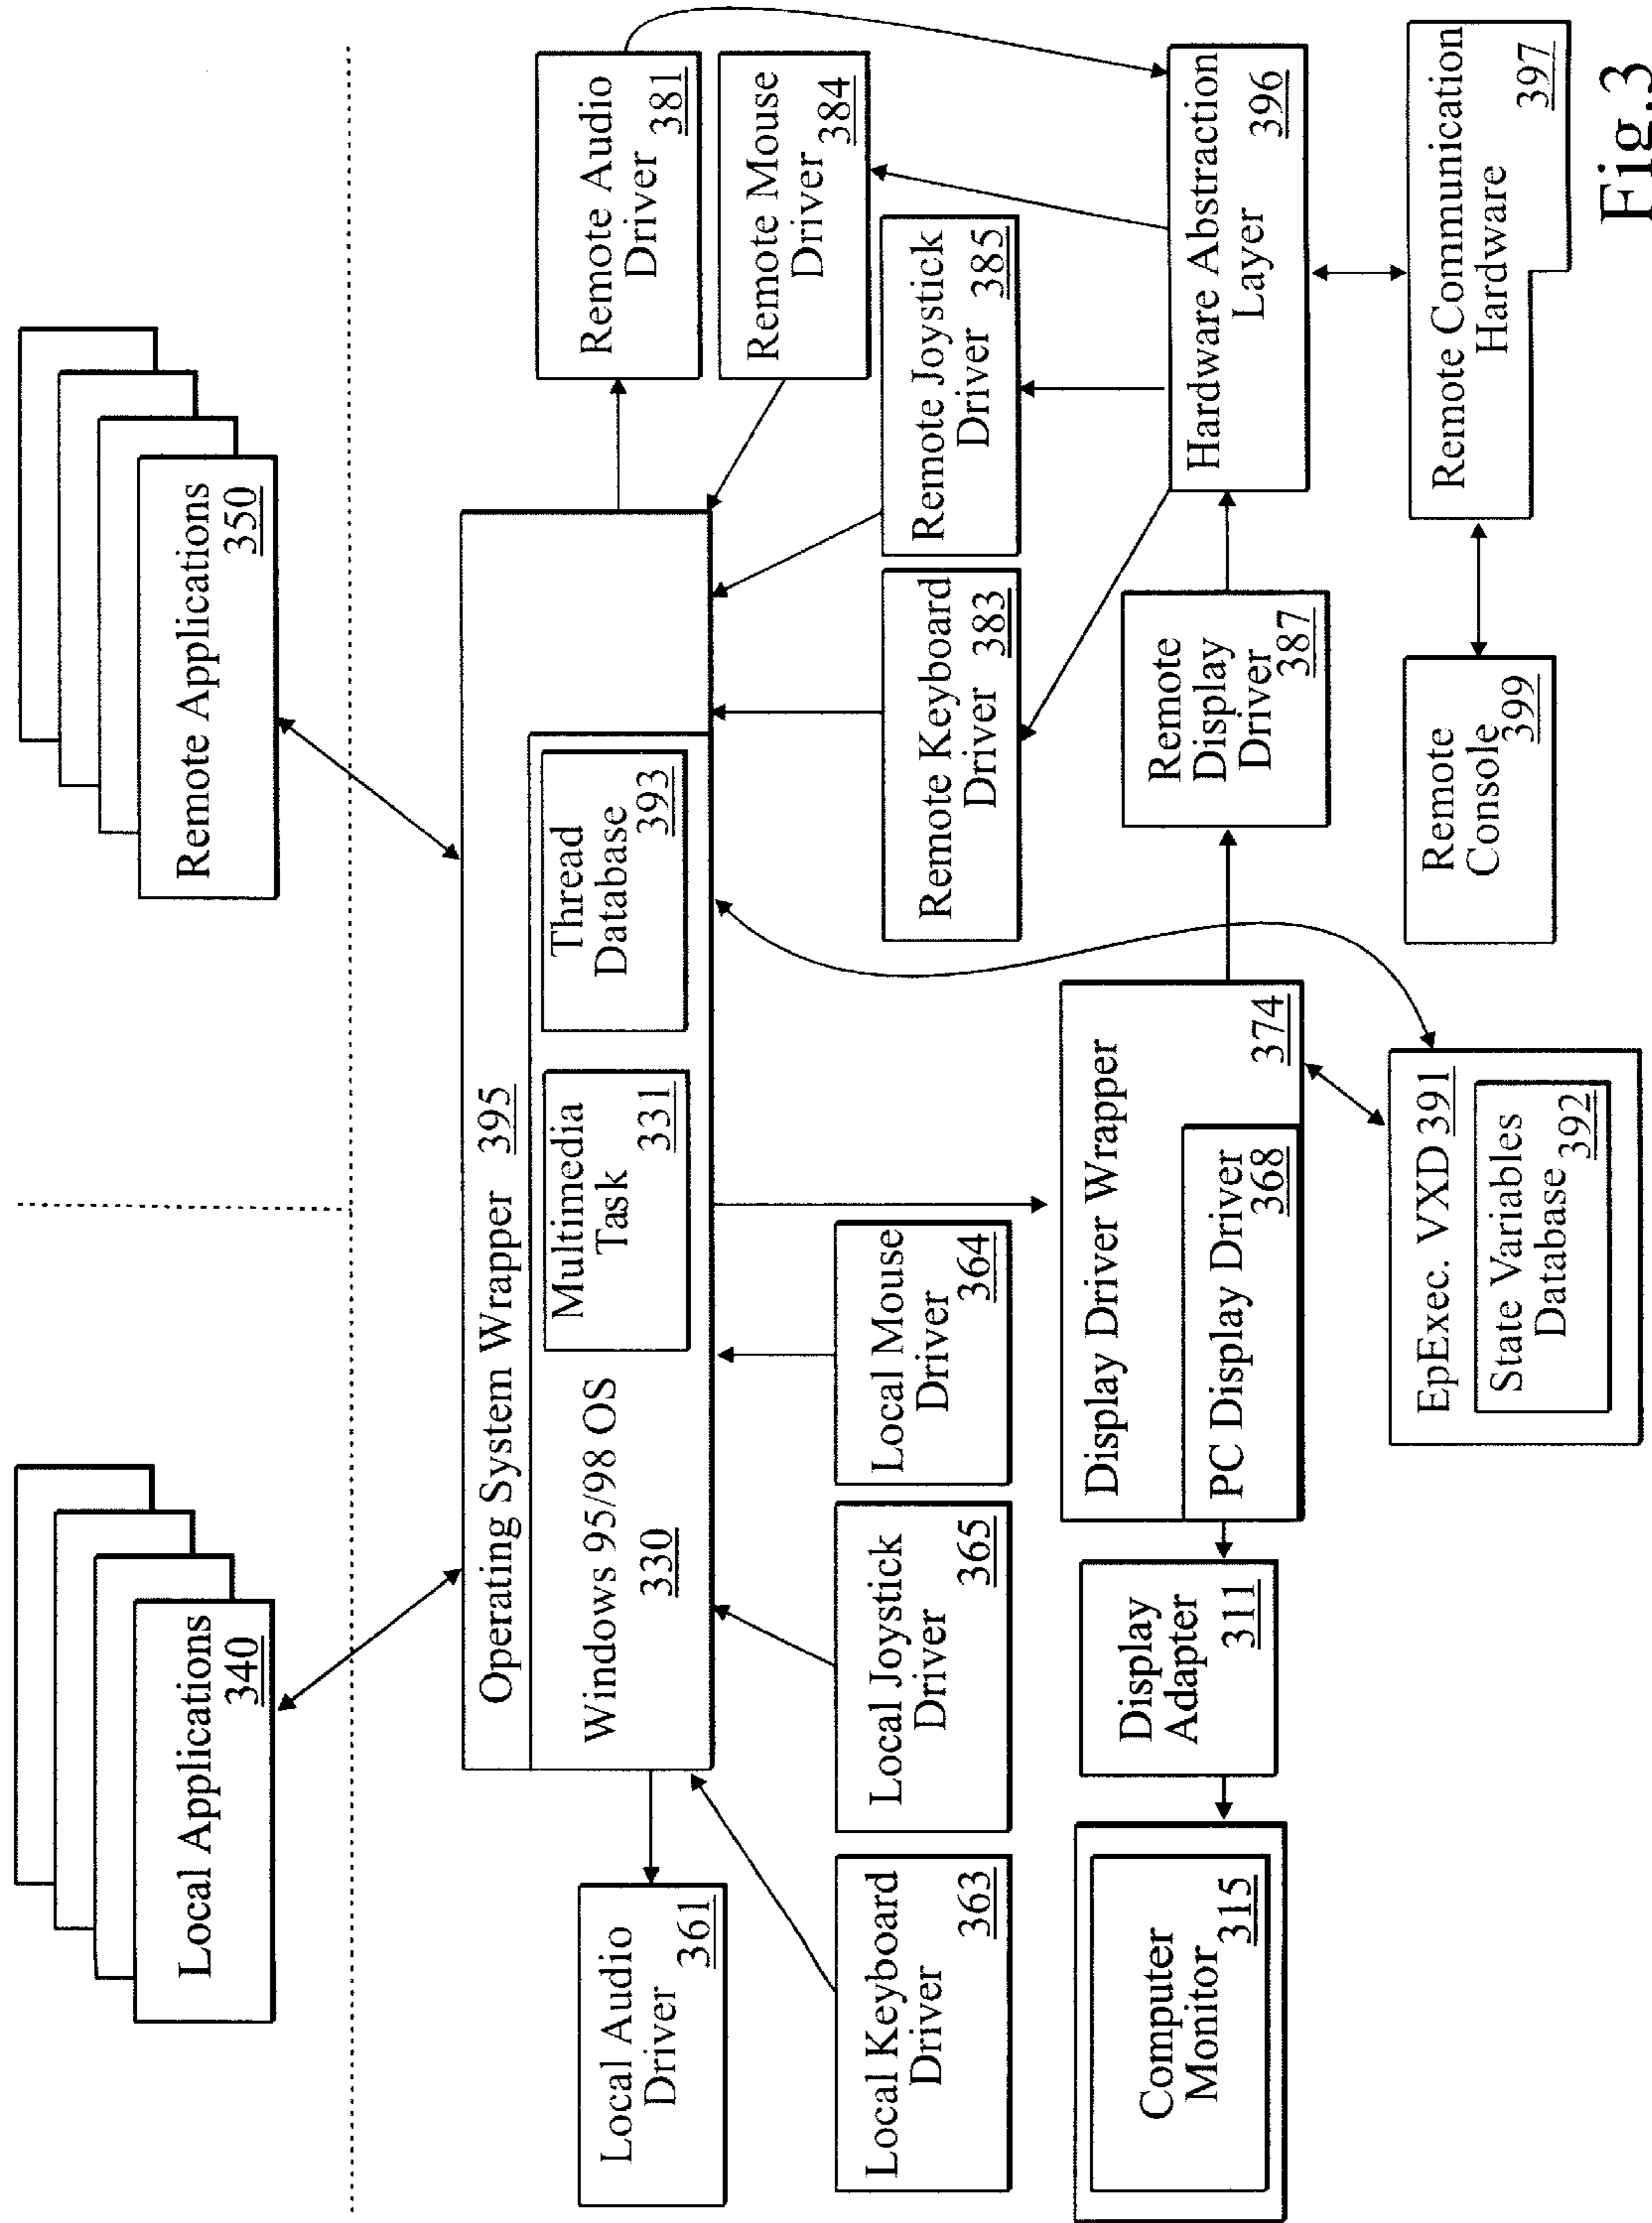 Local Applications
340
Remote Applications
350
Operating System Wrapper 395
Windows 95/98 OS
330
Multimedia
Task 331
Thread
Database
393
Local Audio
Driver
361
Remote Audio
Driver 381
Remote Mouse
Driver 384
Local Keyboard
Driver 363
Local Joystick
Driver 365
Local Mouse
Driver 364
Remote Keyboard
Driver 383
Remote Joystick
Driver 385
Computer
Monitor
315
Display
Adapter
311
Display Driver Wrapper
374
PC Display Driver
368
Remote
Display
Driver
387
Hardware Abstraction
Layer 396
EpExec. VXD 391
State Variables
Database 392
Remote
Console
399
Remote Communication
Hardware 397
Fig.3